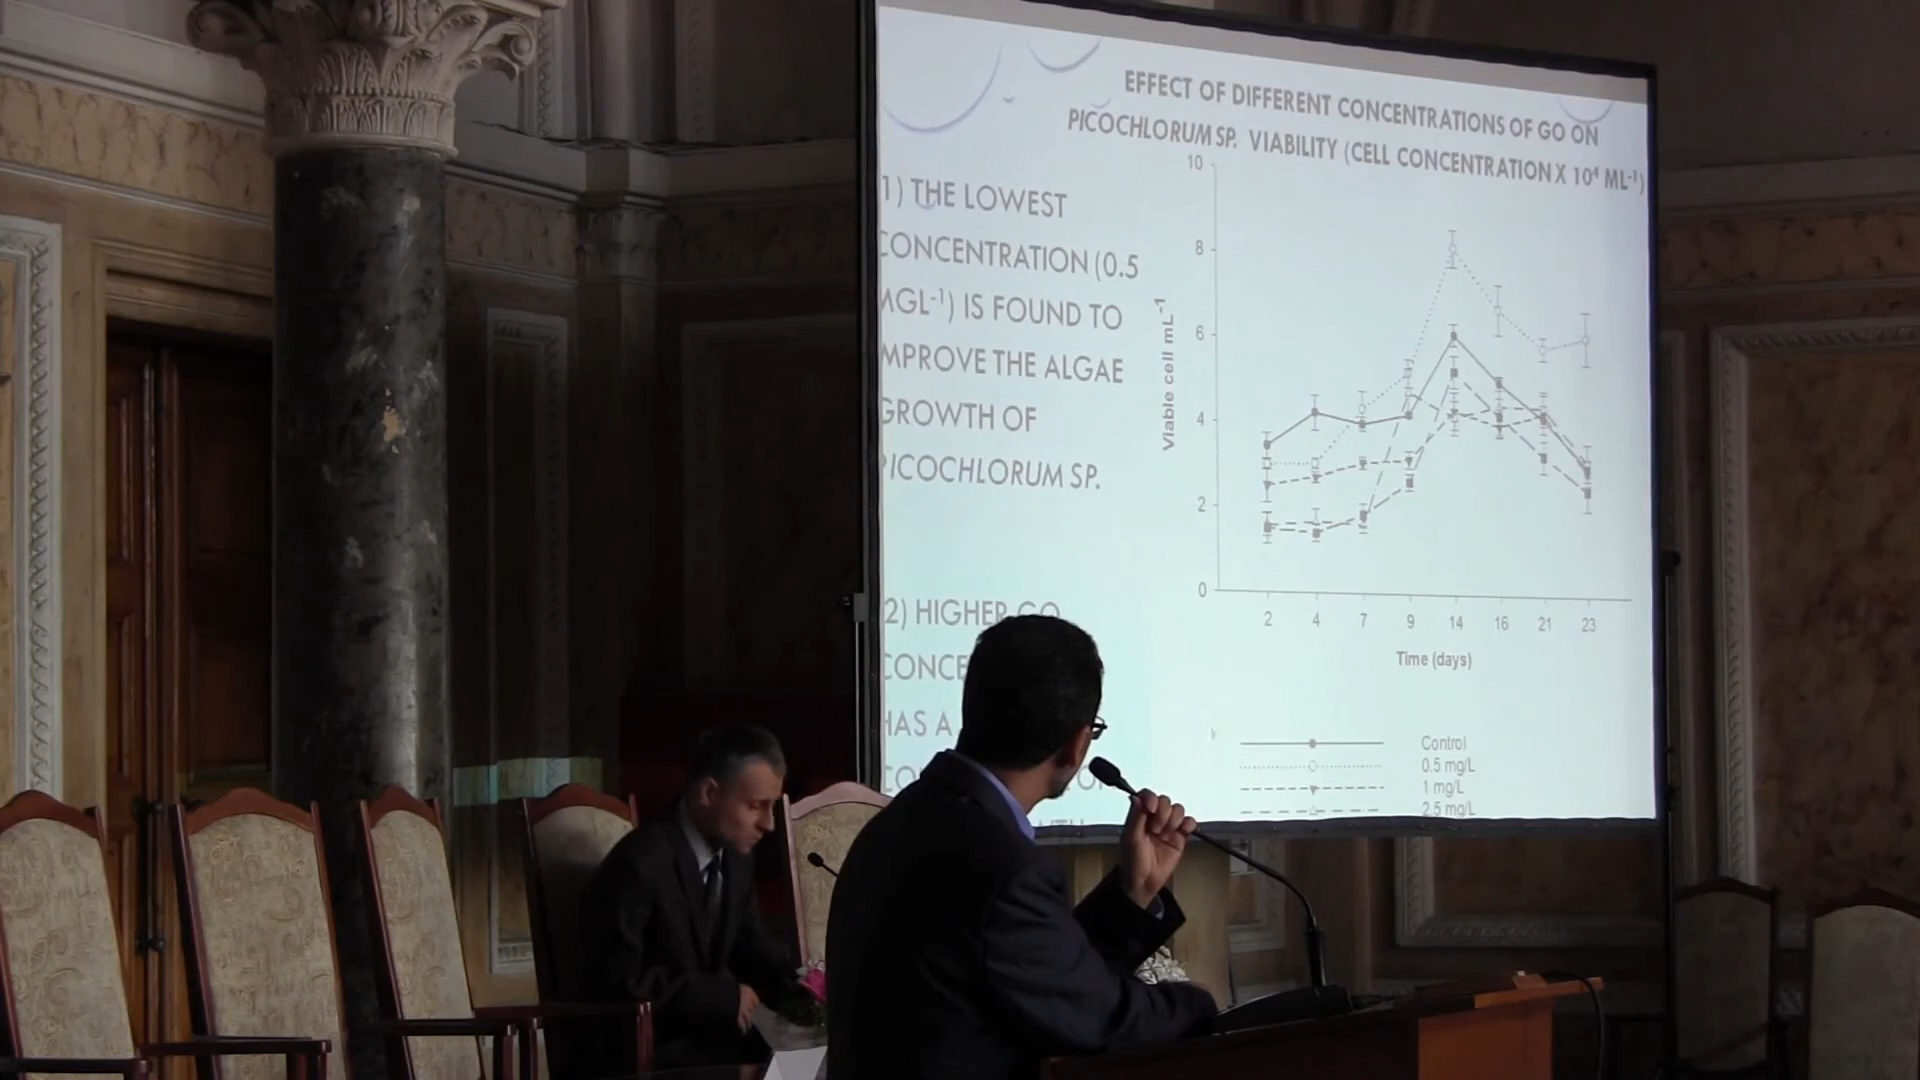 EFFECT OF DIFFERENT CONCENTRATIONS OF GO ON
PICOCHLORUM SP. VIABILITY (CELL CONCENTRATION X 10⁴ ML⁻¹)
1) THE LOWEST
CONCENTRATION (0.5
MGL⁻¹) IS FOUND TO
MPROVE THE ALGAE
GROWTH OF
PICOCHLORUM SP.
2) HIGHER GO
HAS A
Viable cell mL⁻¹
10
8
6
4
2
0
2 4 7 9 14 16 21 23
Time (days)
Control
0.5 mg/L
1 mg/L
2.5 mg/L